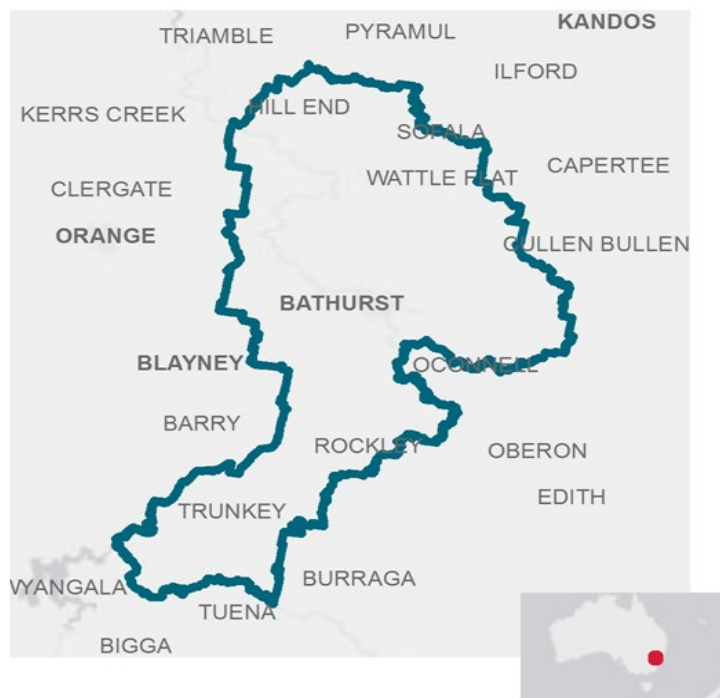 KANDOS
PYRAMUL
TRIAMBLE
ILFORD
HILL END
KERRS CREEK
SOFALA
CAPERTEE
WATTLE FLAT
CLERGATE
ORANGE
CULLEN BULLEN
BATHURST
BLAYNEY
OCONNELL
BARRY
ROCKLEY
OBERON
EDITH
TRUNKEY
BURRAGA
WYANGALA
TUENA
BIGGA